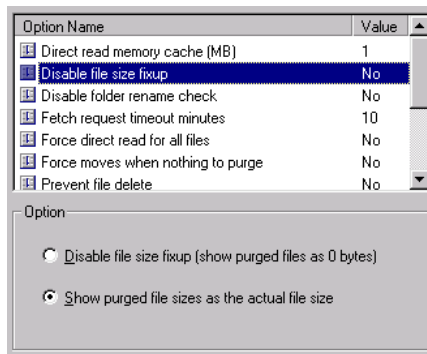 Option Name Value
Direct read memory cache (MB) 1
Disable file size fixup No
Disable folder rename check No
Fetch request timeout minutes 10
Force direct read for all files No
Force moves when nothing to purge No
Prevent file delete No
Option
Disable file size fixup (show purged files as 0 bytes)
Show purged file sizes as the actual file size